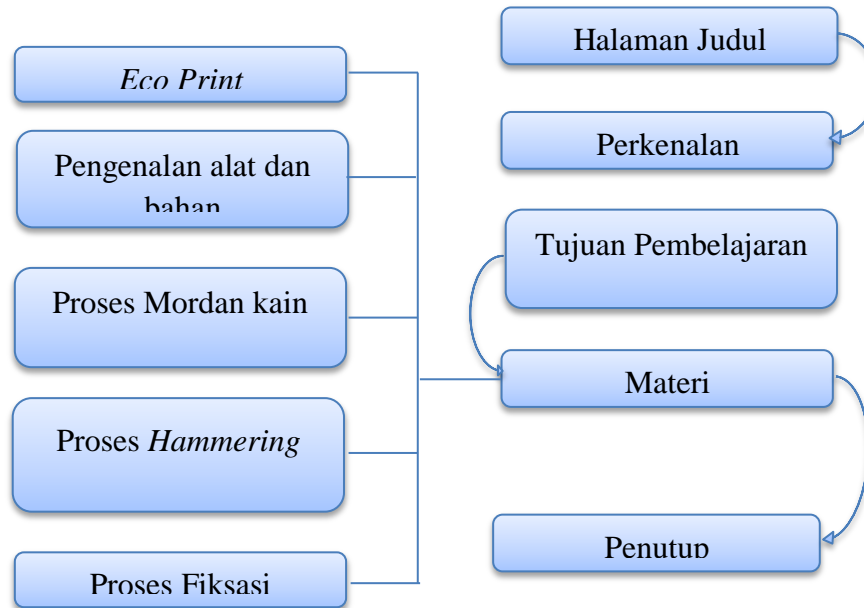 Halaman Judul
Perkenalan
Tujuan Pembelajaran
Materi
Penutup
Eco Print
Pengenalan alat dan
bahan
Proses Mordan kain
Proses Hammering
Proses Fiksasi